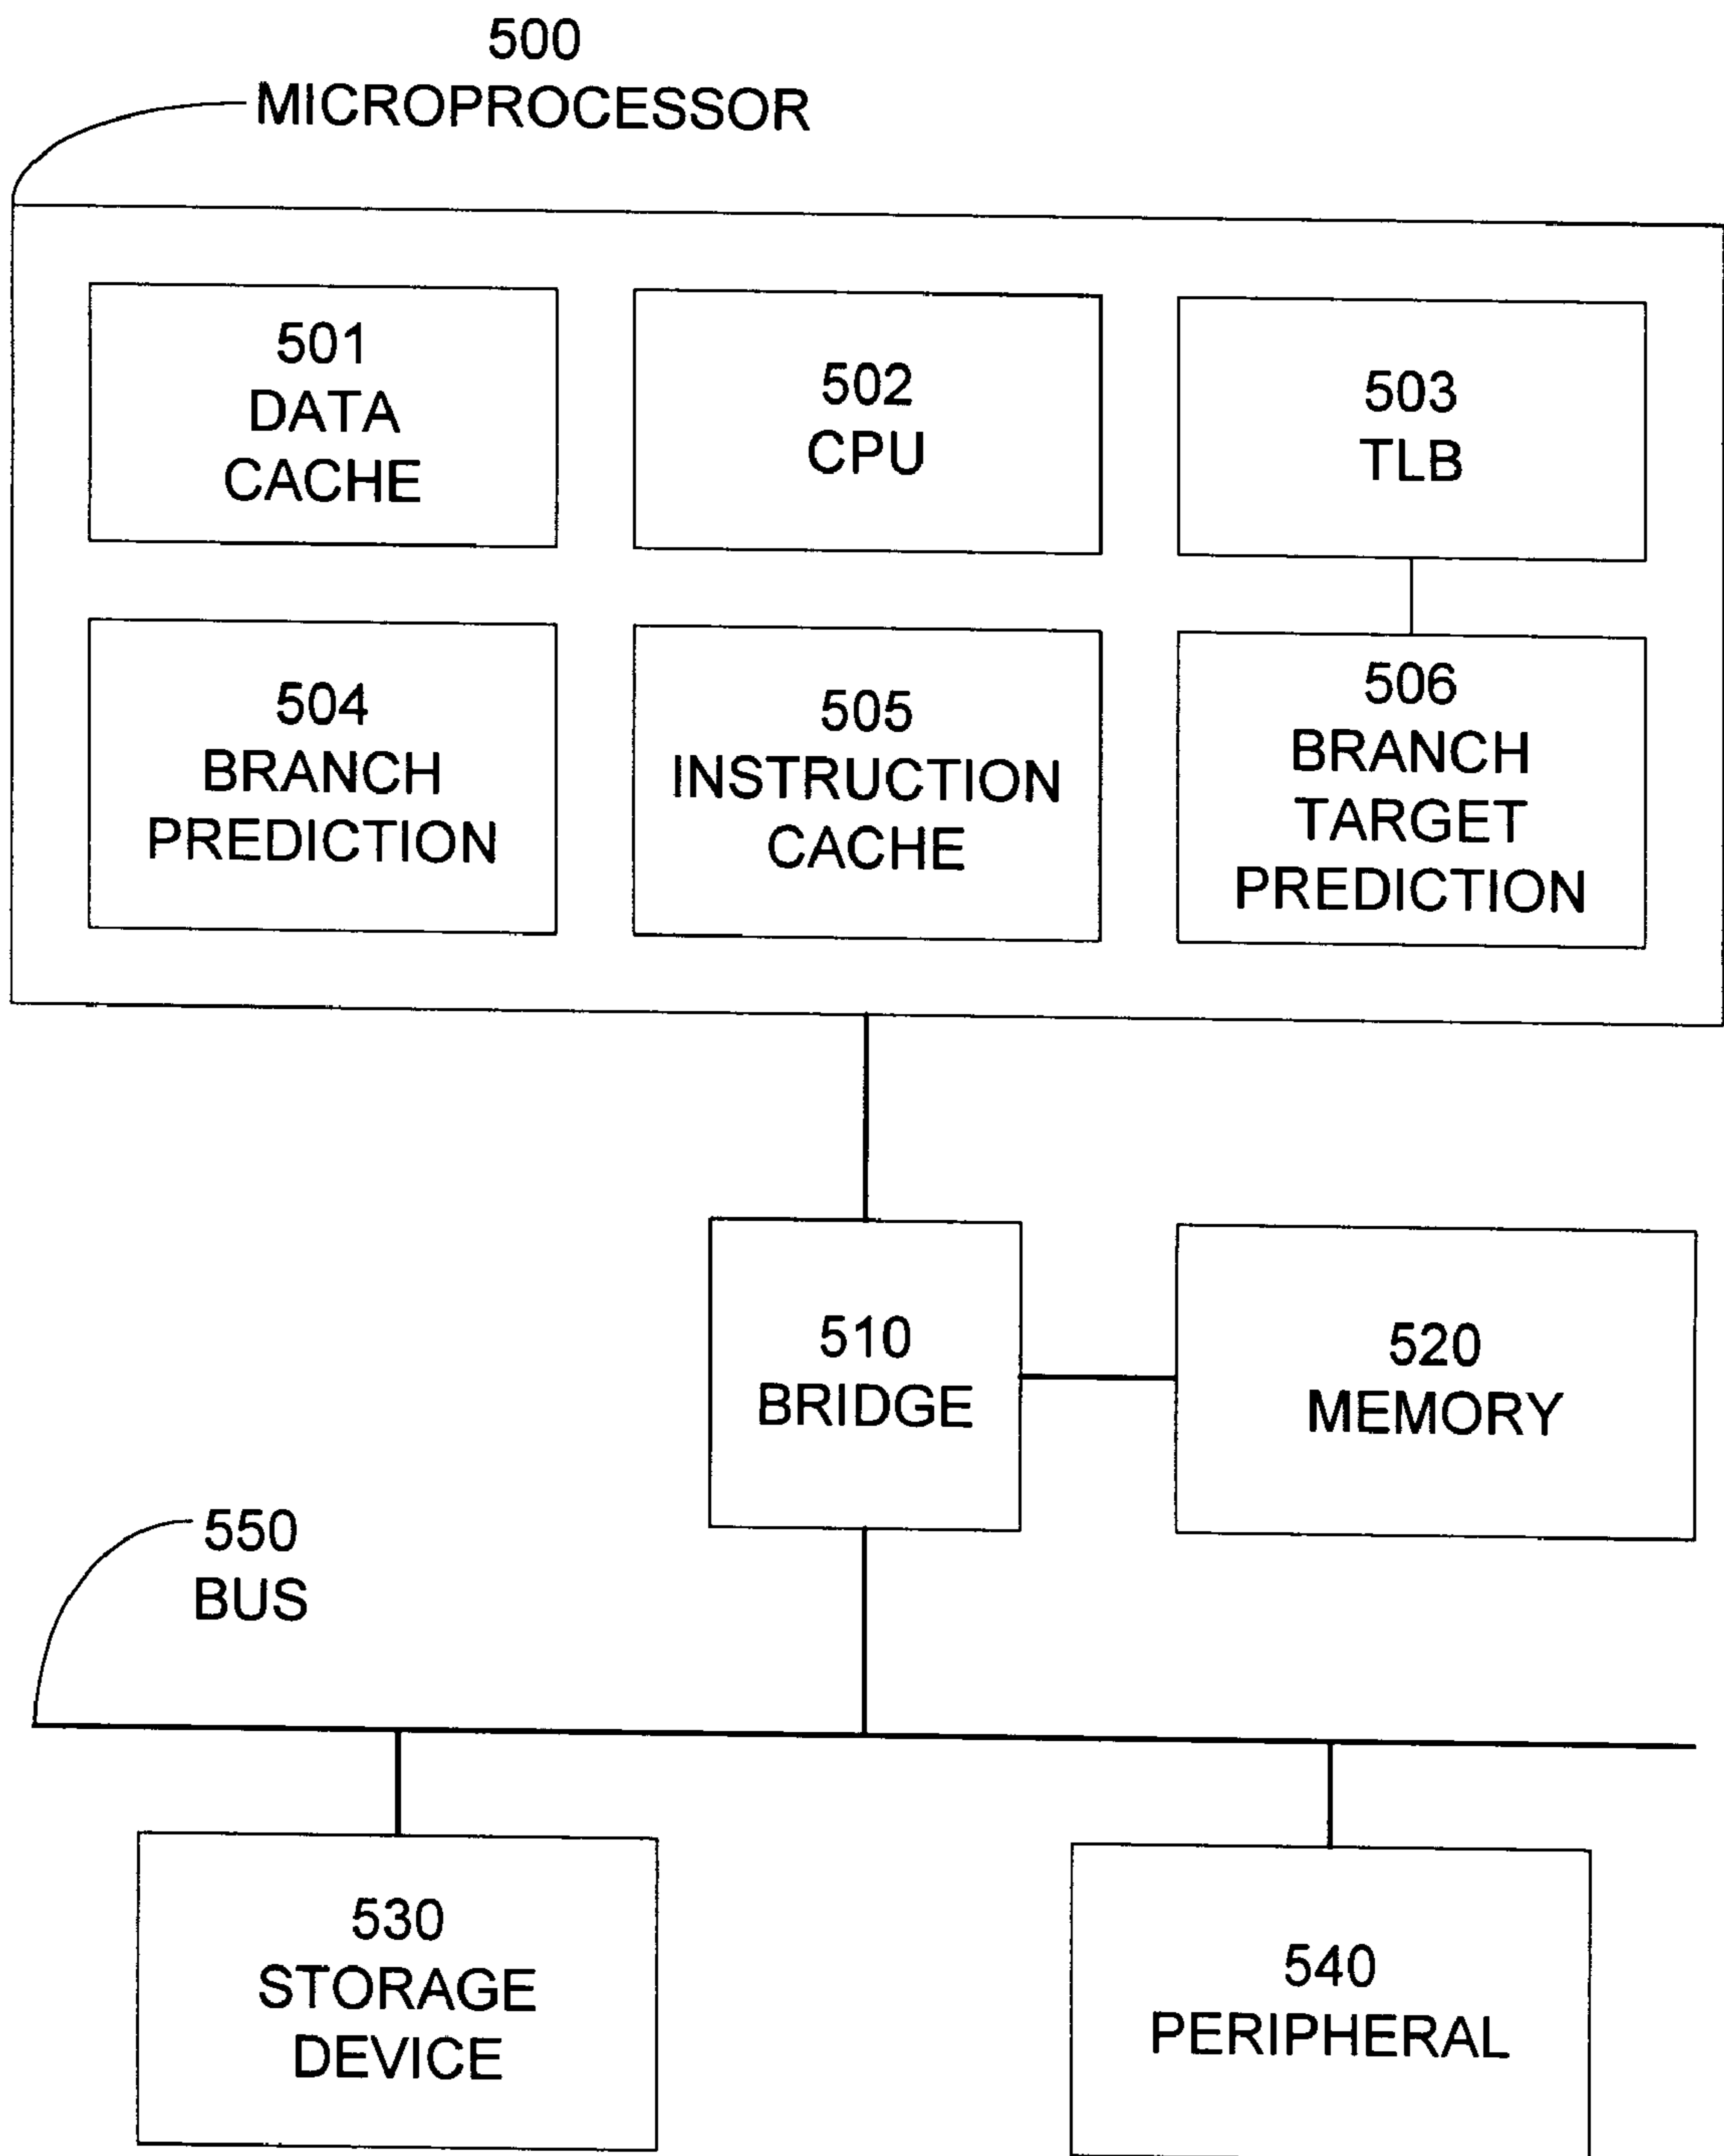 500
MICROPROCESSOR
501
DATA
CACHE
502
CPU
503
TLB
504
BRANCH
PREDICTION
505
INSTRUCTION
CACHE
506
BRANCH
TARGET
PREDICTION
510
BRIDGE
520
MEMORY
550
BUS
530
STORAGE
DEVICE
540
PERIPHERAL